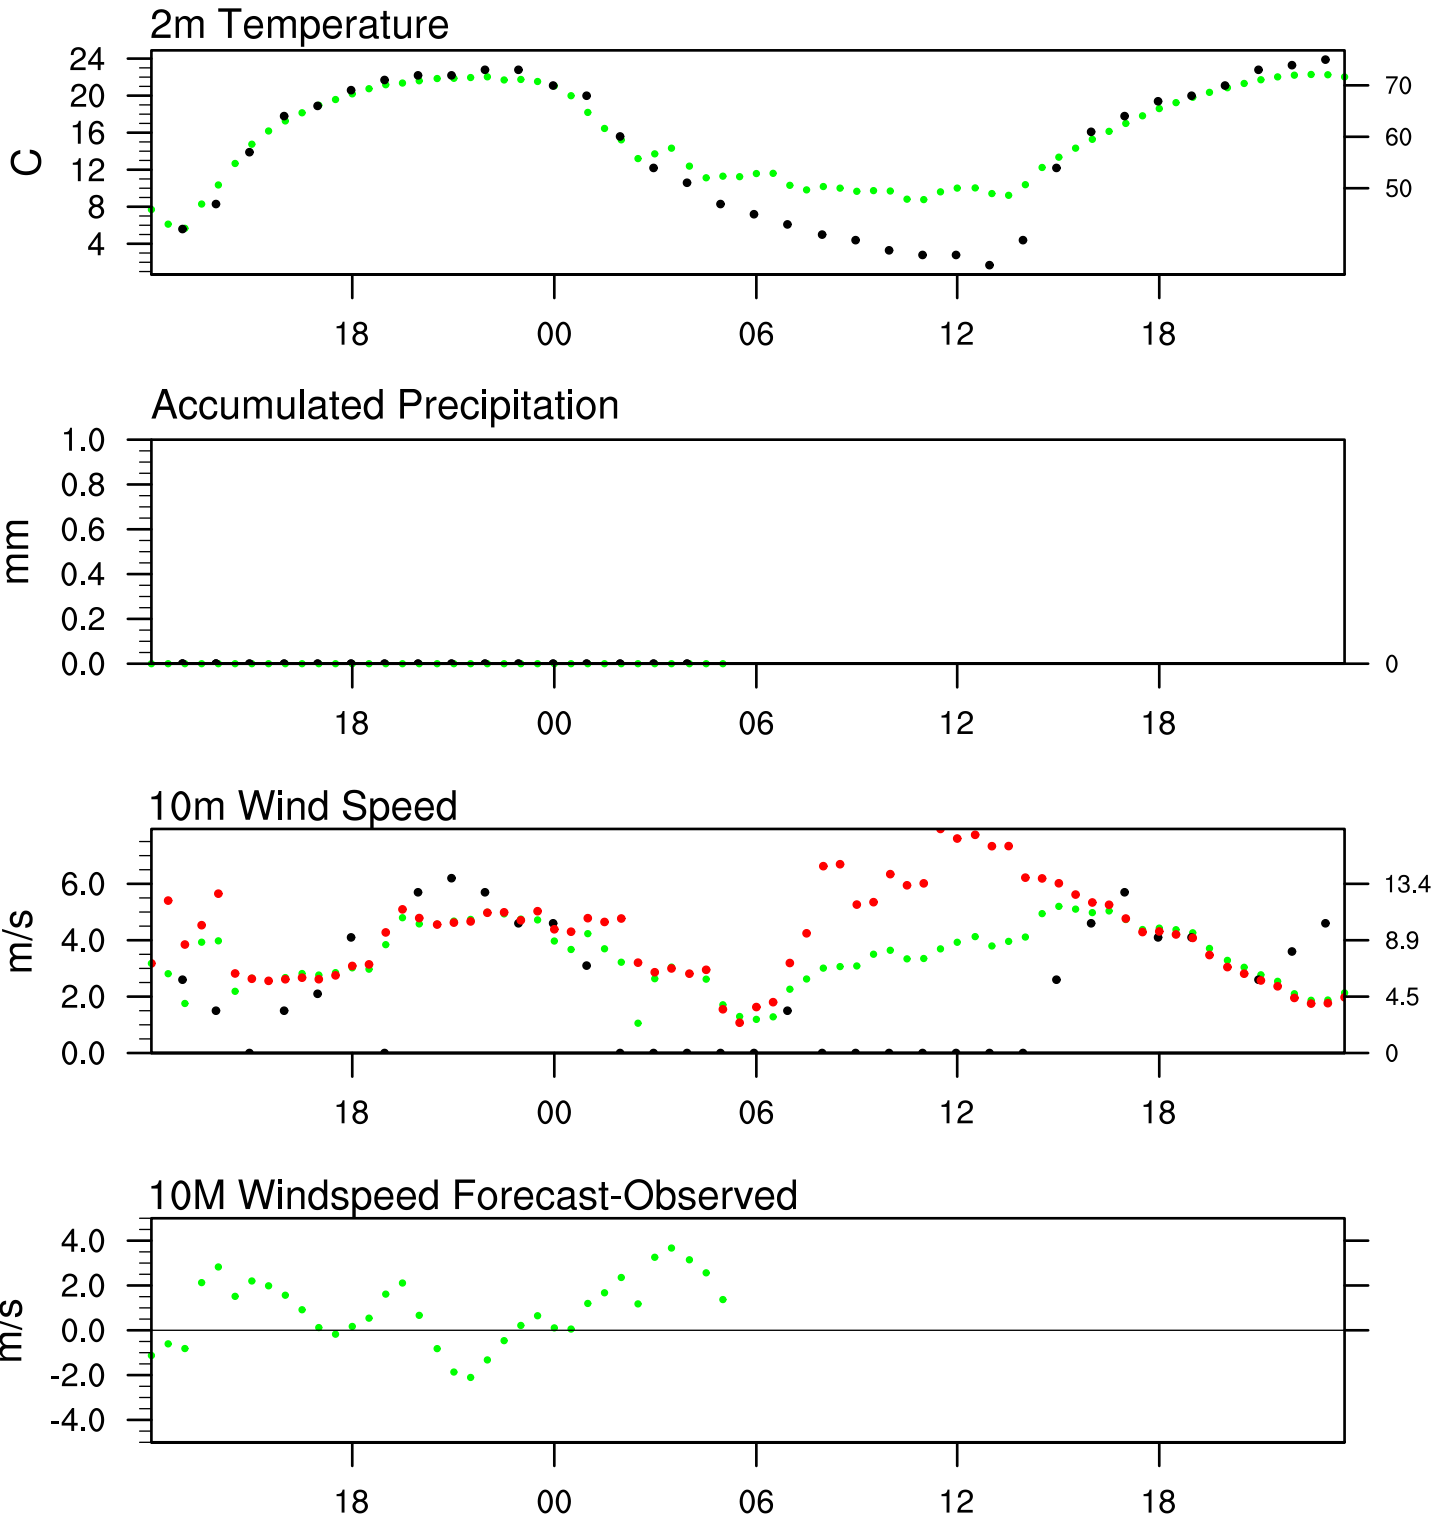 2m Temperature
24
20
16
12
8
4
C
70
60
50
18 00 06 12 18
Accumulated Precipitation
1.0
0.8
0.6
0.4
0.2
0.0
mm
0
18 00 06 12 18
10m Wind Speed
6.0
4.0
2.0
0.0
m/s
13.4
8.9
4.5
0
18 00 06 12 18
10M Windspeed Forecast-Observed
4.0
2.0
0.0
-2.0
-4.0
m/s
18 00 06 12 18